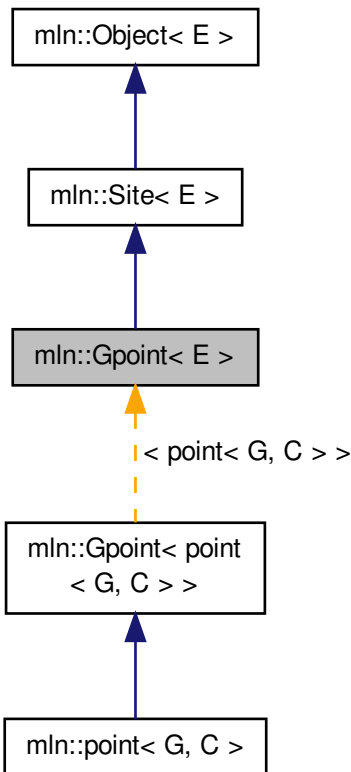 mln::Object< E >
mln::Site< E >
mln::Gpoint< E >
< point< G, C > >
mln::Gpoint< point
< G, C > >
mln::point< G, C >